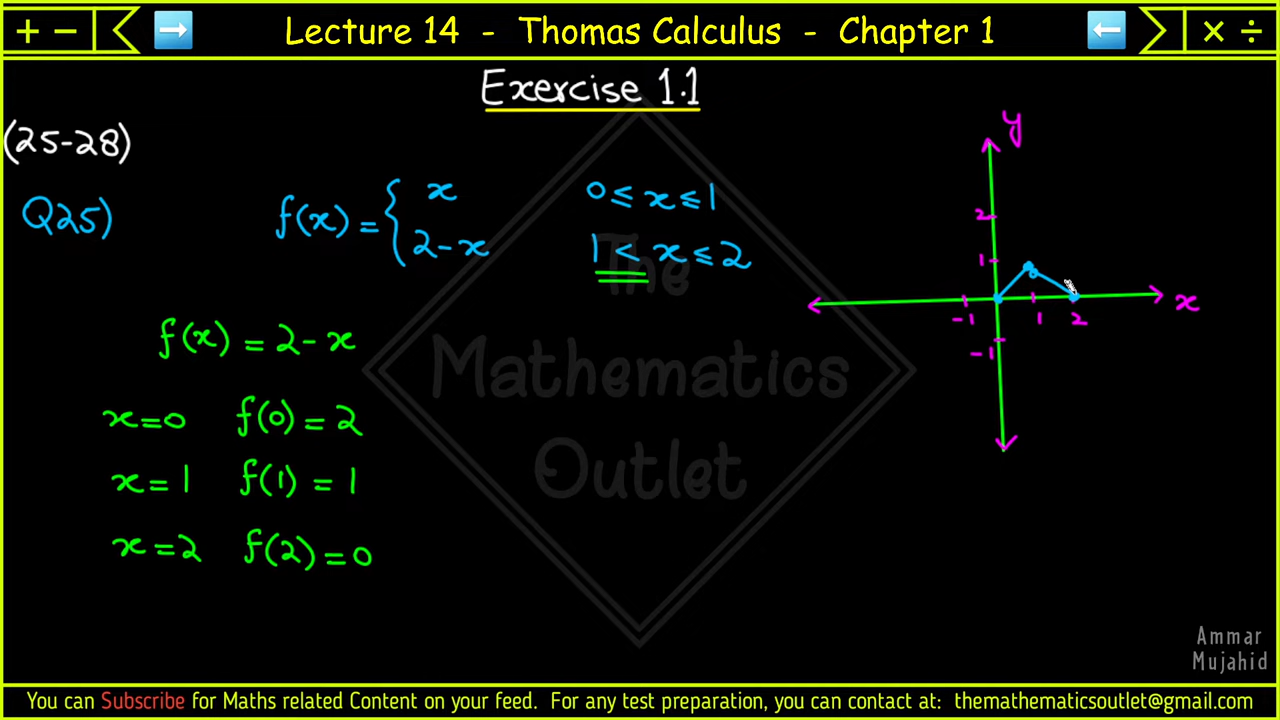 + − Lecture 14 - Thomas Calculus - Chapter 1 × ÷
Exercise 1.1
(25-28)
Q25) f(x) = { x 0 ≤ x ≤ 1
2-x 1 < x ≤ 2
f(x) = 2-x
x=0 f(0) = 2
x=1 f(1) = 1
x=2 f(2) = 0
y
2
1
x
-1 1 2
-1
The
Mathematics
Outlet
Ammar
Mujahid
You can Subscribe for Maths related Content on your feed. For any test preparation, you can contact at: themathematicsoutlet@gmail.com